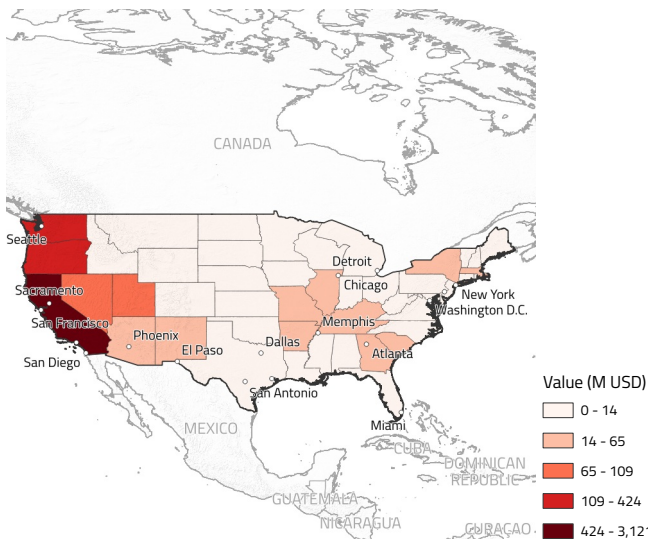 CANADA
Seattle
Detroit
Chicago
Sacramento
New York
Washington D.C.
San Francisco
Memphis
Phoenix
El Paso
Dallas
Atlanta
San Diego
San Antonio
Miami
MEXICO
CUBA
DOMINICAN
REPUBLIC
GUATEMALA
NICARAGUA
CURAÇAO
Value (M USD)
0 - 14
14 - 65
65 - 109
109 - 424
424 - 3,121